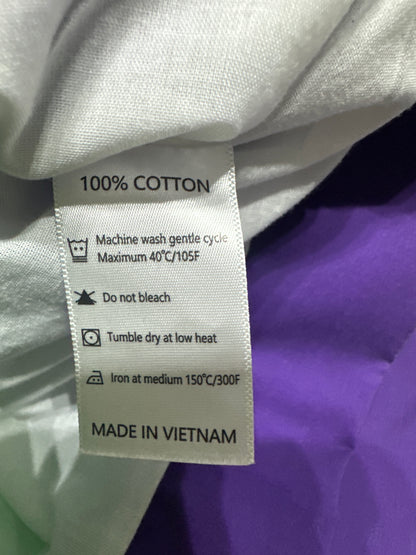 100% COTTON
Machine wash gentle cycle
Maximum 40°C/105F
Do not bleach
Tumble dry at low heat
Iron at medium 150°C/300F
MADE IN VIETNAM